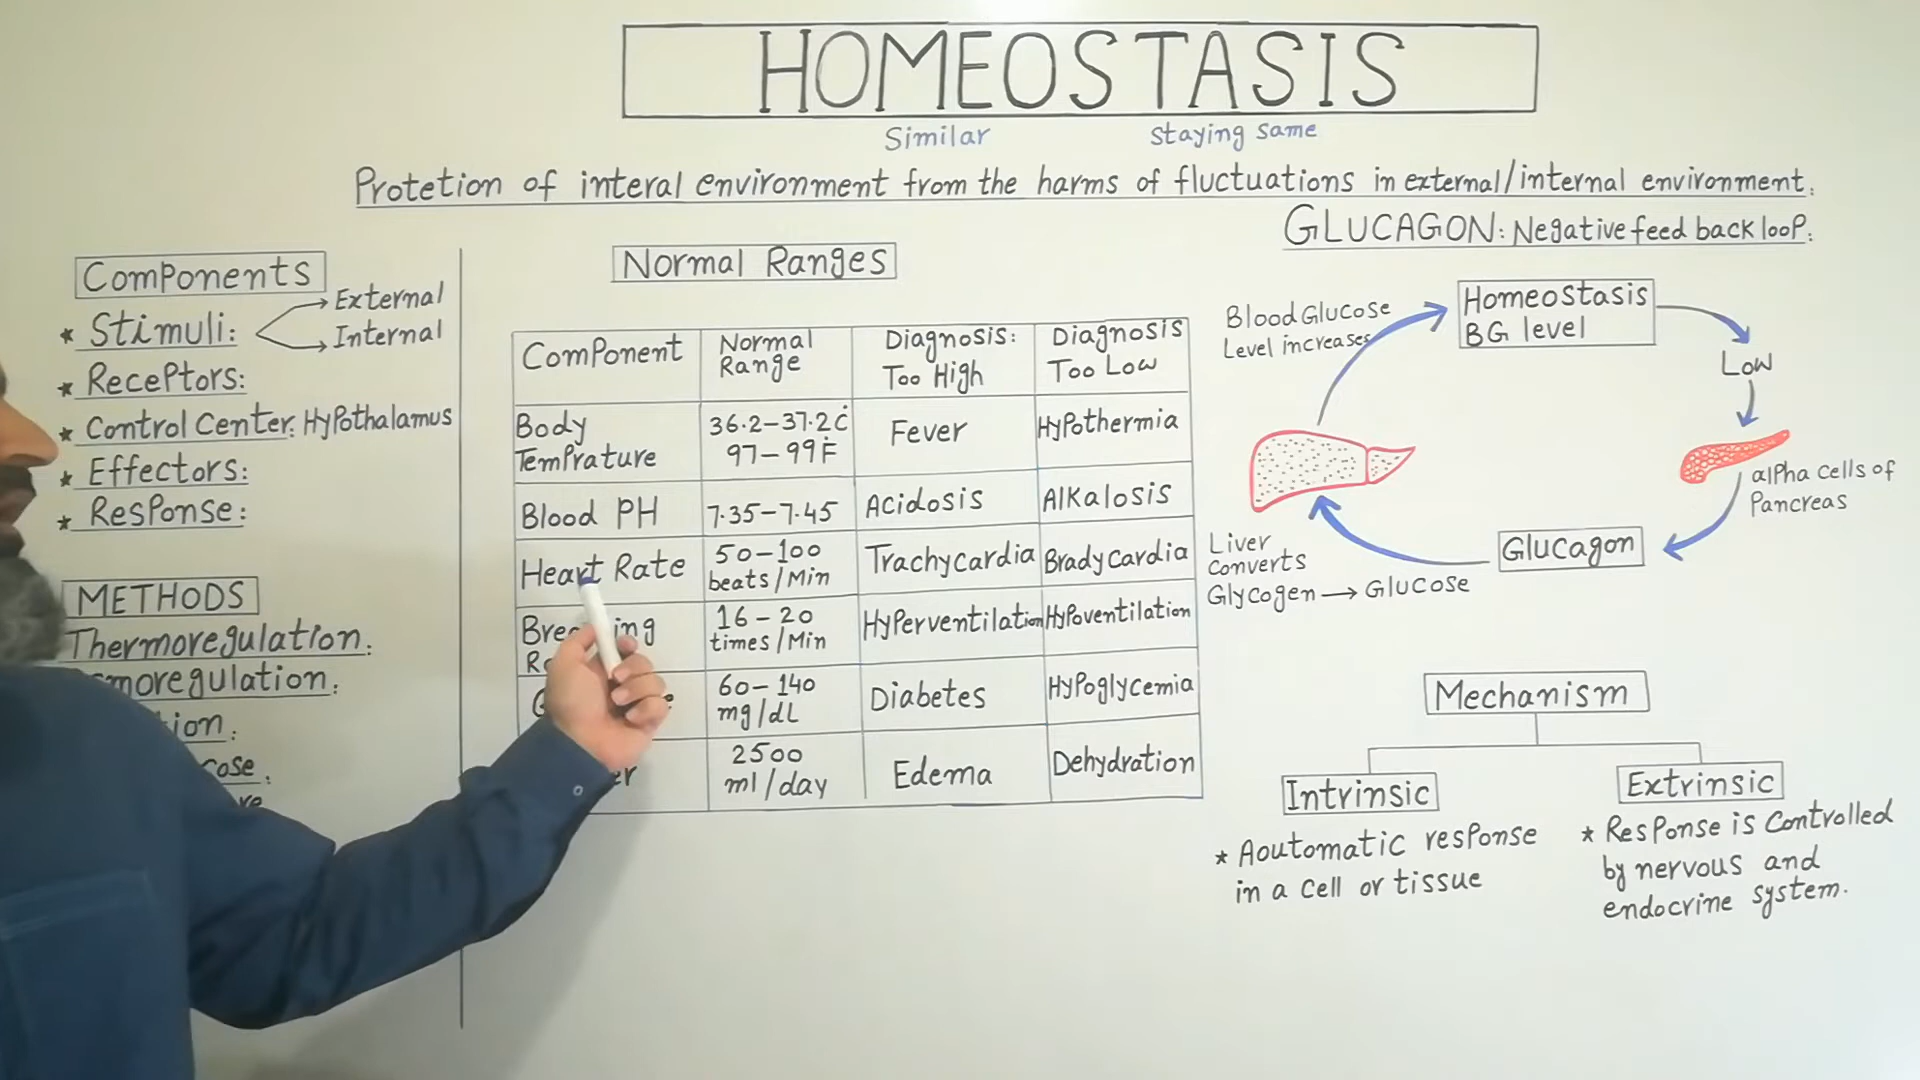 HOMEOSTASIS
Similar
staying same
Protetion of interal environment from the harms of fluctuations in external/internal environment.
Components
* Stimuli:
External
Internal
* Receptors:
* Control Center: Hypothalamus
* Effectors:
* Response:
METHODS
Thermoregulation.
moregulation.
tion.
cose.
Normal Ranges
Component
Normal
Range
Diagnosis:
Too High
Diagnosis
Too Low
Body
Temprature
36.2-37.2C
97-99F
Fever
Hypothermia
Blood PH
7.35-7.45
Acidosis
Alkalosis
Heart Rate
50-100
beats/Min
Trachycardia
Bradycardia
16-20
times/Min
Hyperventilation
Hypoventilation
60-140
mg/dL
Diabetes
Hypoglycemia
2500
ml/day
Edema
Dehydration
GLUCAGON: Negative feed back loop.
Blood Glucose
Level increases
Homeostasis
BG level
Low
alpha cells of
Pancreas
Glucagon
Liver
converts
Glycogen → Glucose
Mechanism
Intrinsic
* Aoutomatic response
in a cell or tissue
Extrinsic
* Response is controlled
by nervous and
endocrine system.